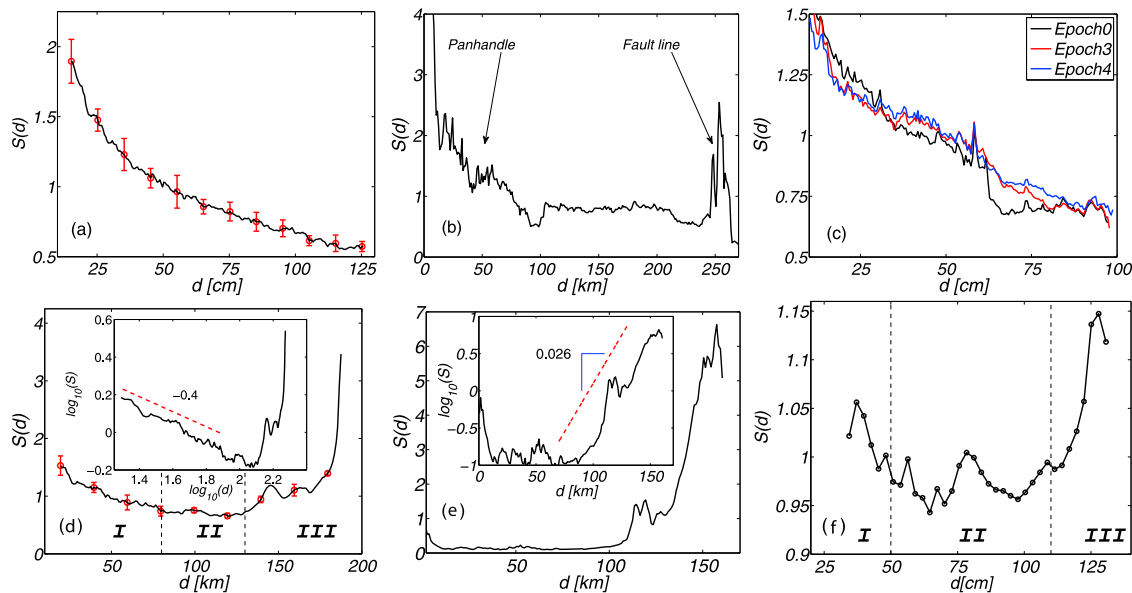 2
1.5
1
0.5
S(d)
(a)
25
50
75
100
125
d [cm]
4
3
2
1
0
S(d)
Panhandle
Fault line
(b)
0
50
100
150
200
250
d [km]
1.5
1.25
1
0.75
0.5
S(d)
Epoch0
Epoch3
Epoch4
(c)
25
50
75
100
d [cm]
4
3
2
1
0
S(d)
0.6
0.4
0.2
0
−0.2
log10(S)
−0.4
1.4
1.6
1.8
2.0
2.2
log10(d)
(d)
I
II
III
0
50
100
150
d [km]
7
6
5
4
3
2
1
0
S(d)
1
0.5
0
−0.5
−1
log10(S)
0.026
0
50
100
150
d [km]
(e)
0
50
100
150
200
d [km]
1.15
1.1
1.05
1
0.95
0.9
S(d)
(f)
I
II
III
25
50
75
100
125
d[cm]